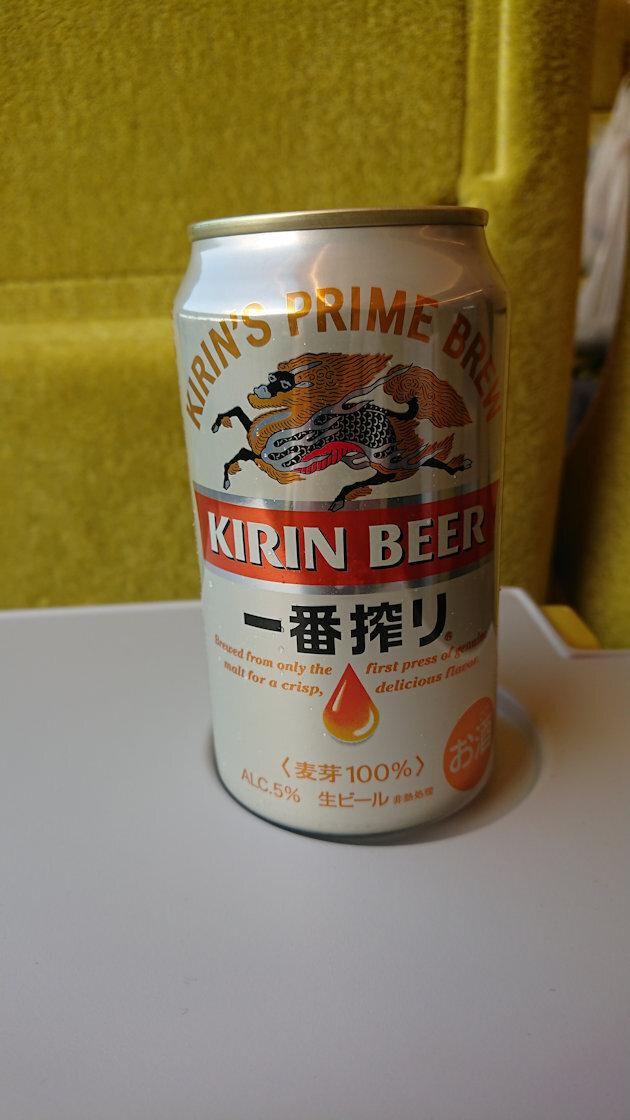 KIRIN'S PRIME BREW
KIRIN BEER
一番搾り®
Brewed from only the first press of genuine
malt for a crisp, delicious flavor.
お酒
〈麦芽100%〉
ALC.5% 生ビール 非熱処理